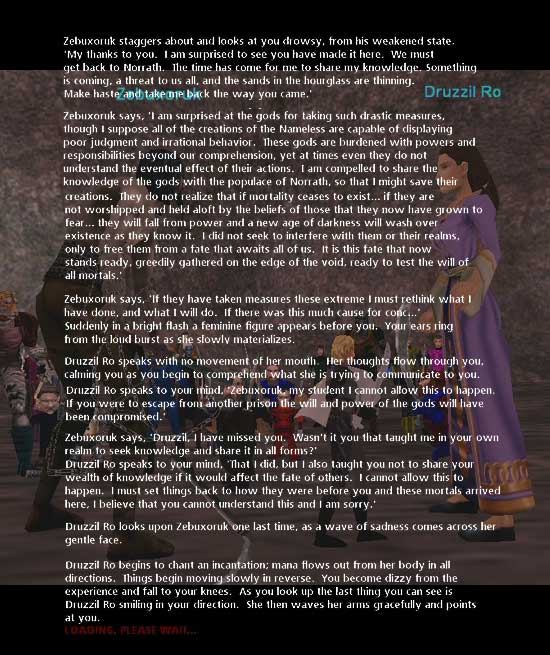 Zebuxoruk staggers about and looks at you drowsy, from his weakened state.
'My thanks to you.  I am surprised to see you have made it here.  We must
get back to Norrath.  The time has come for me to share my knowledge. Something
is coming, a threat to us all, and the sands in the hourglass are thinning.
Make haste and take me back the way you came.'
Zebuxoruk
Druzzil Ro
Zebuxoruk says, 'I am surprised at the gods for taking such drastic measures,
though I suppose all of the creations of the Nameless are capable of displaying
poor judgment and irrational behavior.  These gods are burdened with powers and
responsibilities beyond our comprehension, yet at times even they do not
understand the eventual effect of their actions.  I am compelled to share the
knowledge of the gods with the populace of Norrath, so that I might save their
creations.  They do not realize that if mortality ceases to exist... if they are
not worshipped and held aloft by the beliefs of those that they now have grown to
fear... they will fall from power and a new age of darkness will wash over
existence as they know it.  I did not seek to interfere with them or their realms,
only to free them from a fate that awaits all of us.  It is this fate that now
stands ready, greedily gathered on the edge of the void, ready to test the will of
all mortals.'
Zebuxoruk says, 'If they have taken measures these extreme I must rethink what I
have done, and what I will do.  If there was this much cause for conc...'
Suddenly in a bright flash a feminine figure appears before you.  Your ears ring
from the loud burst as she slowly materializes.
Druzzil Ro speaks with no movement of her mouth.  Her thoughts flow through you,
calming you as you begin to comprehend what she is trying to communicate to you.
Druzzil Ro speaks to your mind, 'Zebuxoruk, my student I cannot allow this to happen.
If you were to escape from another prison the will and power of the gods will have
been compromised.'
Zebuxoruk says, 'Druzzil, I have missed you.  Wasn't it you that taught me in your own
realm to seek knowledge and share it in all forms?'
Druzzil Ro speaks to your mind, 'That I did, but I also taught you not to share your
wealth of knowledge if it would affect the fate of others.  I cannot allow this to
happen.  I must set things back to how they were before you and these mortals arrived
here, I believe that you cannot understand this and I am sorry.'
Druzzil Ro looks upon Zebuxoruk one last time, as a wave of sadness comes across her
gentle face.
Druzzil Ro begins to chant an incantation; mana flows out from her body in all
directions.  Things begin moving slowly in reverse.  You become dizzy from the
experience and fall to your knees.  As you look up the last thing you can see is
Druzzil Ro smiling in your direction.  She then waves her arms gracefully and points
at you.
LOADING, PLEASE WAIT...